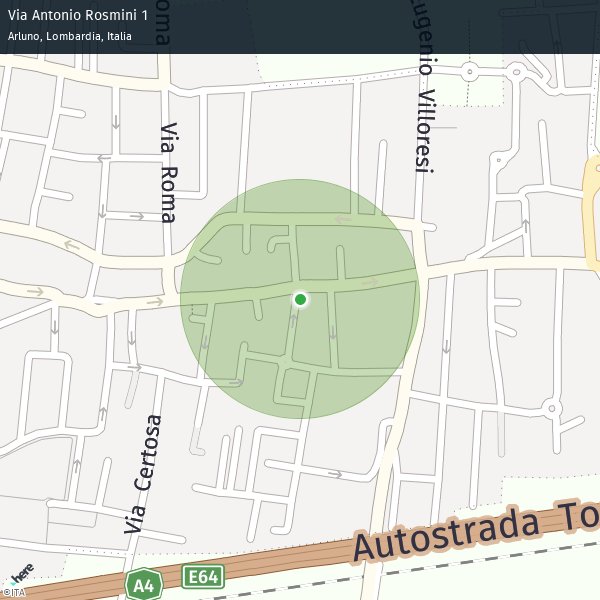 Via Antonio Rosmini 1
Arluno, Lombardia, Italia
oma
Eugenio Villoresi
Via Roma
Via Certosa
Autostrada To
A4
E64
here
©ITA